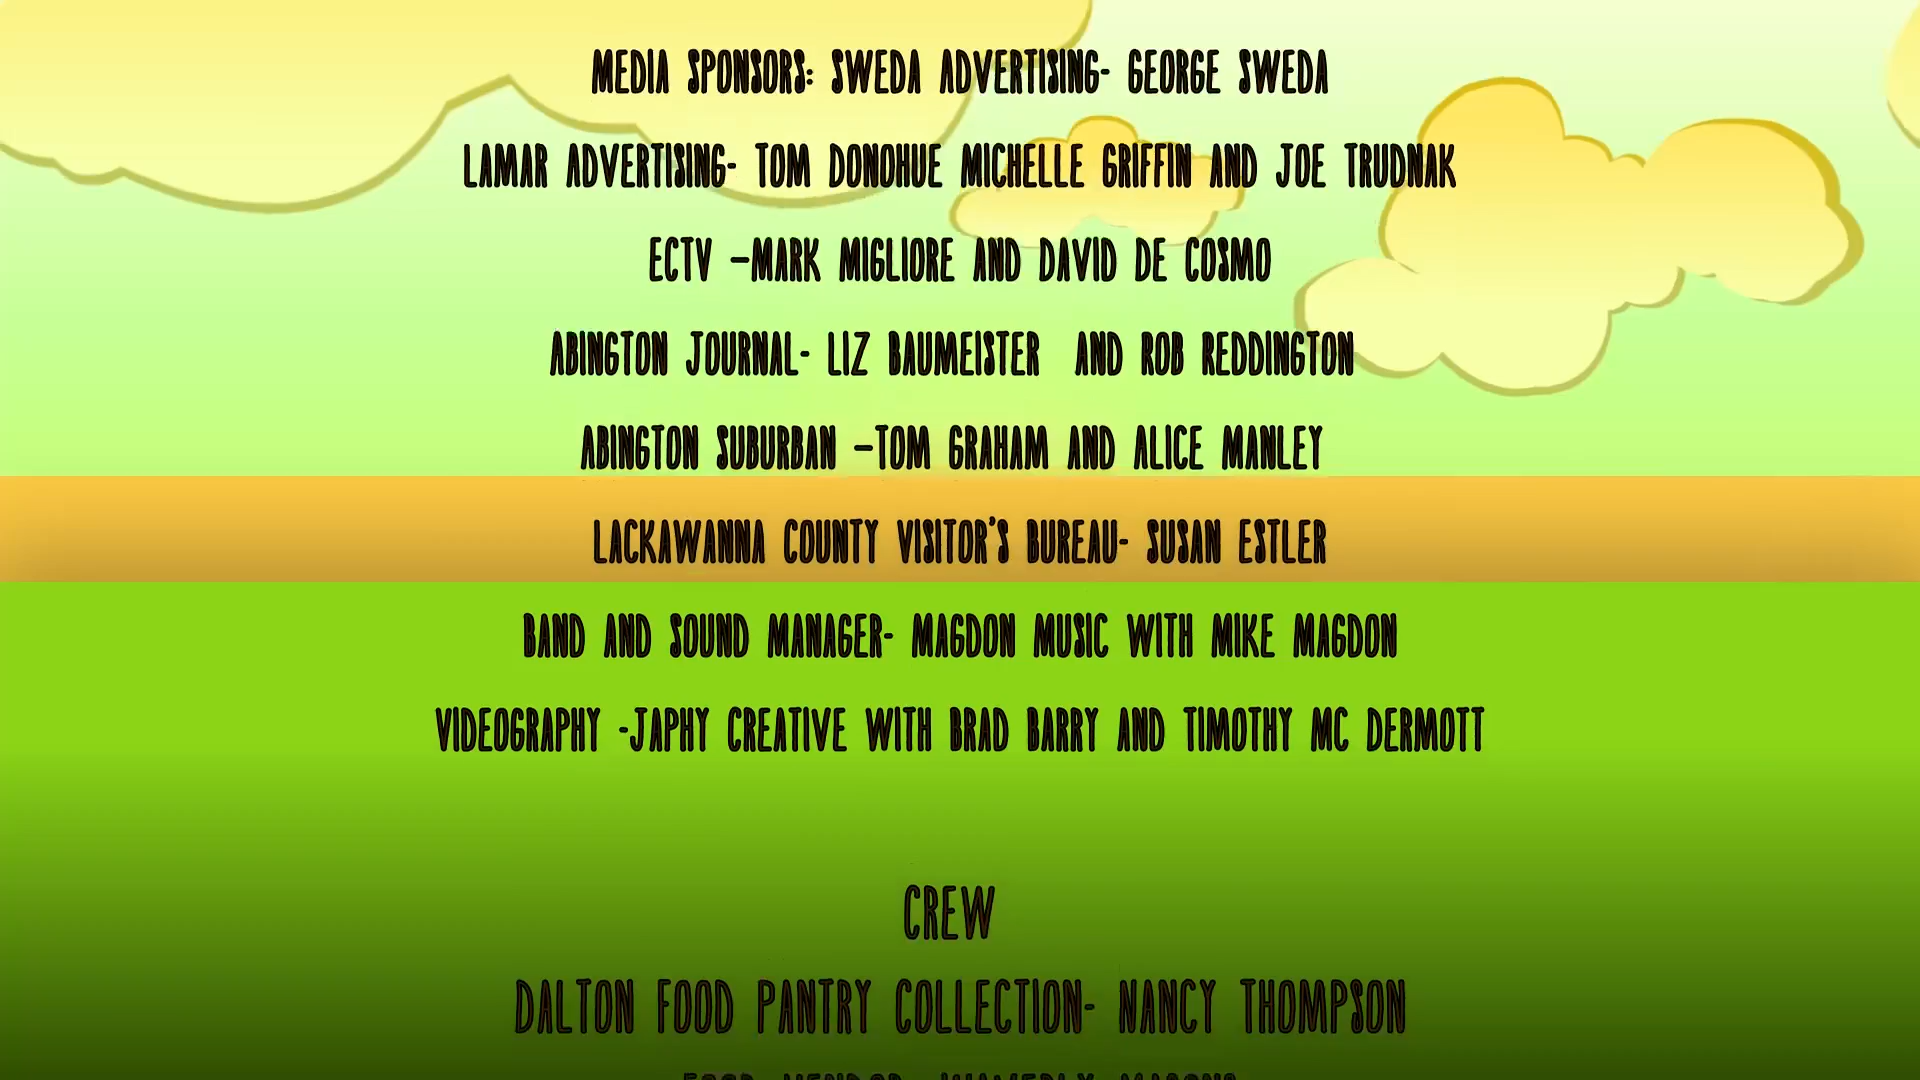 MEDIA SPONSORS: SWEDA ADVERTISING- GEORGE SWEDA
LAMAR ADVERTISING- TOM DONOHUE MICHELLE GRIFFIN AND JOE TRUDNAK
ECTV –MARK MIGLIORE AND DAVID DE COSMO
ABINGTON JOURNAL- LIZ BAUMEISTER AND ROB REDDINGTON
ABINGTON SUBURBAN –TOM GRAHAM AND ALICE MANLEY
LACKAWANNA COUNTY VISITOR'S BUREAU- SUSAN ESTLER
BAND AND SOUND MANAGER- MAGDON MUSIC WITH MIKE MAGDON
VIDEOGRAPHY -JAPHY CREATIVE WITH BRAD BARRY AND TIMOTHY MC DERMOTT
CREW
DALTON FOOD PANTRY COLLECTION- NANCY THOMPSON